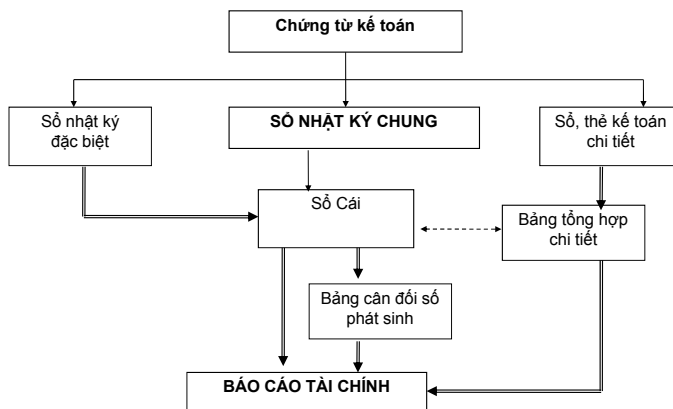 Chứng từ kế toán
Sổ nhật ký
đặc biệt
SỔ NHẬT KÝ CHUNG
Sổ, thẻ kế toán
chi tiết
Sổ Cái
Bảng tổng hợp
chi tiết
Bảng cân đối số
phát sinh
BÁO CÁO TÀI CHÍNH